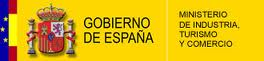 GOBIERNO
DE ESPAÑA
MINISTERIO
DE INDUSTRIA,
TURISMO
Y COMERCIO